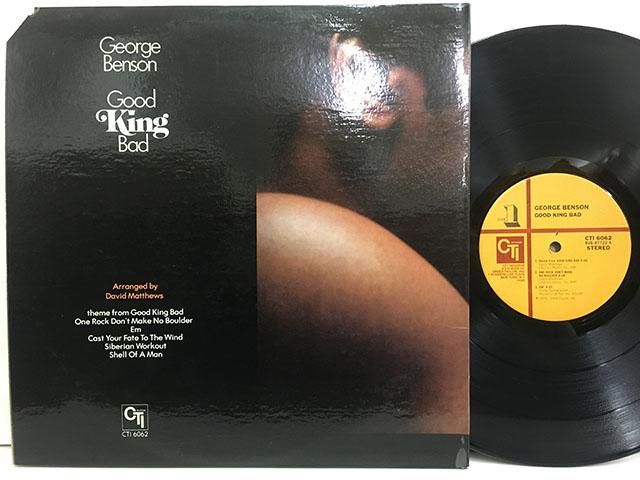 George
Benson
Good
King
Bad
Arranged by
David Matthews
theme from Good King Bad
One Rock Don't Make No Boulder
Em
Cast Your Fate To The Wind
Siberian Workout
Shell Of A Man
CTI
CTI 6062
1
GEORGE BENSON
GOOD KING BAD
CTI
CTI 6062
STEREO